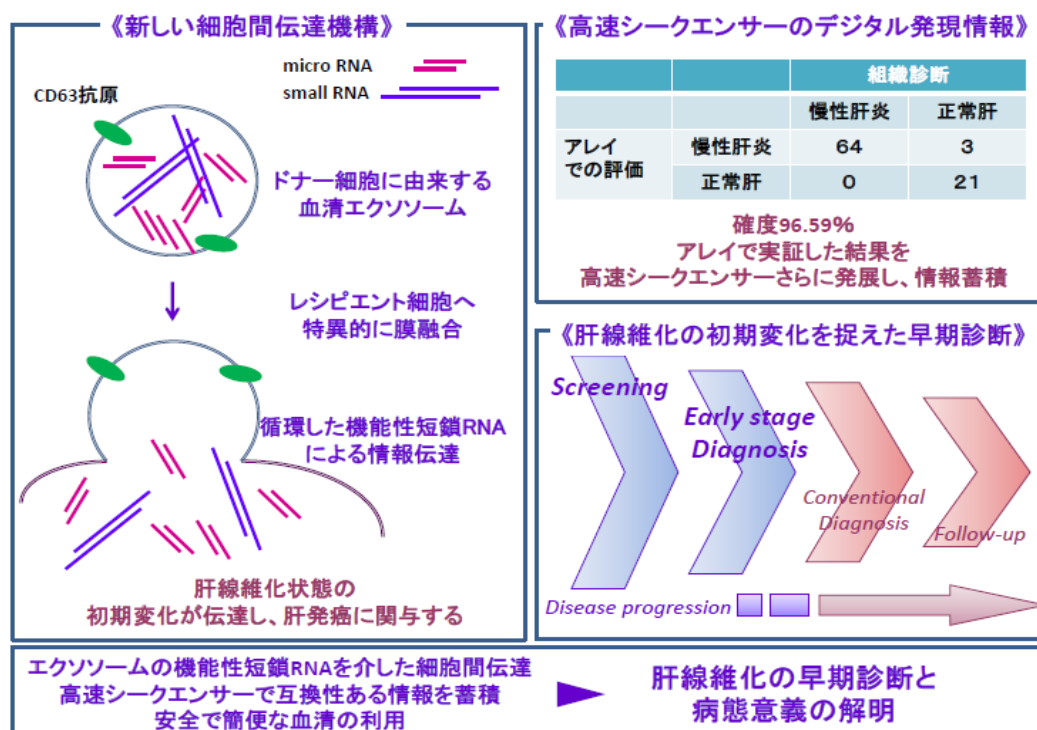 《新しい細胞間伝達機構》
micro RNA
small RNA
CD63抗原
ドナー細胞に由来する
血清エクソソーム
レシピエント細胞へ
特異的に膜融合
循環した機能性短鎖RNA
による情報伝達
肝線維化状態の
初期変化が伝達し、肝発癌に関与する
《高速シークエンサーのデジタル発現情報》
組織診断
慢性肝炎 正常肝
アレイ
での評価
慢性肝炎 64 3
正常肝 0 21
確度96.59%
アレイで実証した結果を
高速シークエンサーさらに発展し、情報蓄積
《肝線維化の初期変化を捉えた早期診断》
Screening
Early stage
Diagnosis
Conventional
Diagnosis
Follow-up
Disease progression
エクソソームの機能性短鎖RNAを介した細胞間伝達
高速シークエンサーで互換性ある情報を蓄積
安全で簡便な血清の利用
肝線維化の早期診断と
病態意義の解明